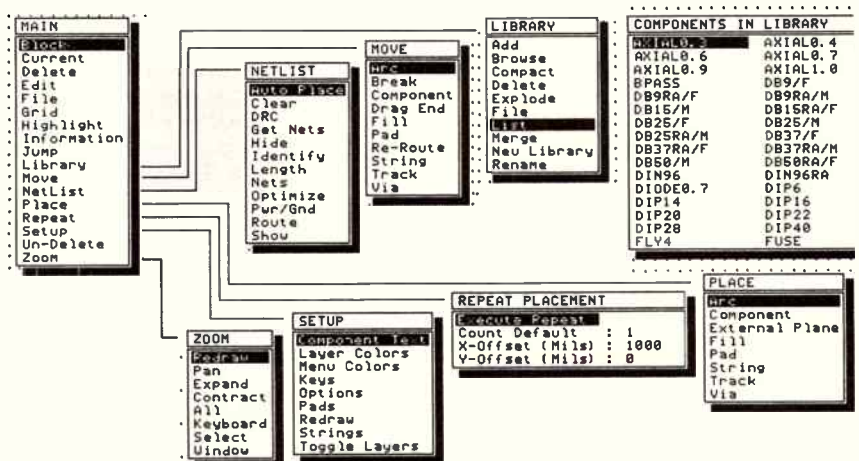 MAIN
Block
Current
Delete
Edit
File
Grid
Highlight
Information
Jump
Library
Move
NetList
Place
Repeat
Setup
Un-Delete
Zoom
NETLIST
Auto Place
Clear
DRC
Get Nets
Hide
Identify
Length
Nets
Optimize
Pwr/Gnd
Route
Show
MOVE
Arc
Break
Component
Drag End
Fill
Pad
Re-Route
String
Track
Via
LIBRARY
Add
Browse
Compact
Delete
Explode
File
List
Merge
New Library
Rename
COMPONENTS IN LIBRARY
AXIAL0.3 AXIAL0.4
AXIAL0.6 AXIAL0.7
AXIAL0.9 AXIAL1.0
BPASS DB9/F
DB9RA/F DB9RA/M
DB15/M DB15RA/F
DB25/F DB25/M
DB25RA/M DB37/F
DB37RA/F DB37RA/M
DB50/M DB50RA/F
DIN96 DIN96RA
DIODE0.7 DIP6
DIP14 DIP16
DIP20 DIP22
DIP28 DIP40
FLY4 FUSE
ZOOM
Redraw
Pan
Expand
Contract
All
Keyboard
Select
Window
SETUP
Component Text
Layer Colors
Menu Colors
Keys
Options
Pads
Redraw
Strings
Toggle Layers
REPEAT PLACEMENT
Execute Repeat
Count Default : 1
X-Offset (Mils) : 1000
Y-Offset (Mils) : 0
PLACE
Arc
Component
External Plane
Fill
Pad
String
Track
Via